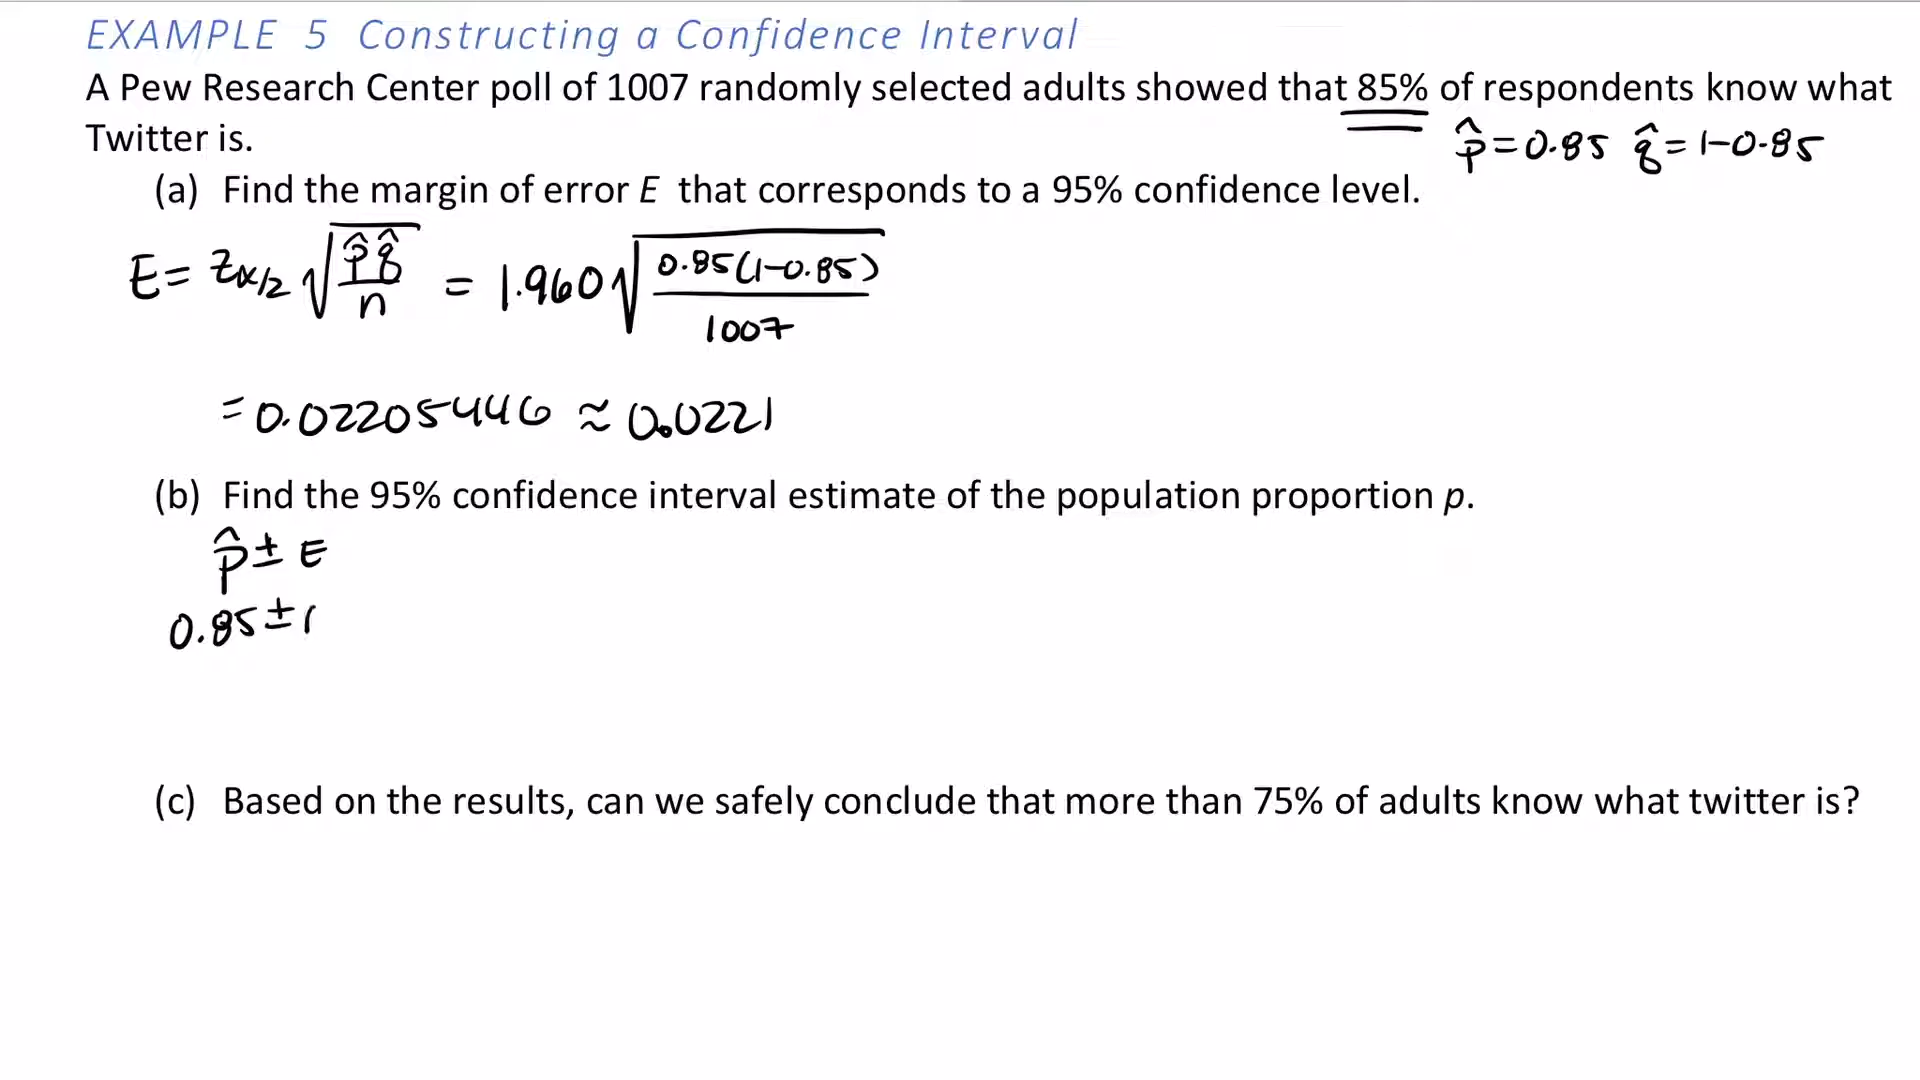 EXAMPLE 5 Constructing a Confidence Interval
A Pew Research Center poll of 1007 randomly selected adults showed that 85% of respondents know what
Twitter is.
p̂ = 0.85 q̂ = 1-0.85
(a) Find the margin of error E that corresponds to a 95% confidence level.
E = Zα/2 √(p̂q̂/n) = 1.960 √(0.85(1-0.85)/1007)
= 0.02205446 ≈ 0.0221
(b) Find the 95% confidence interval estimate of the population proportion p.
p̂ ± E
0.85 ±
(c) Based on the results, can we safely conclude that more than 75% of adults know what twitter is?